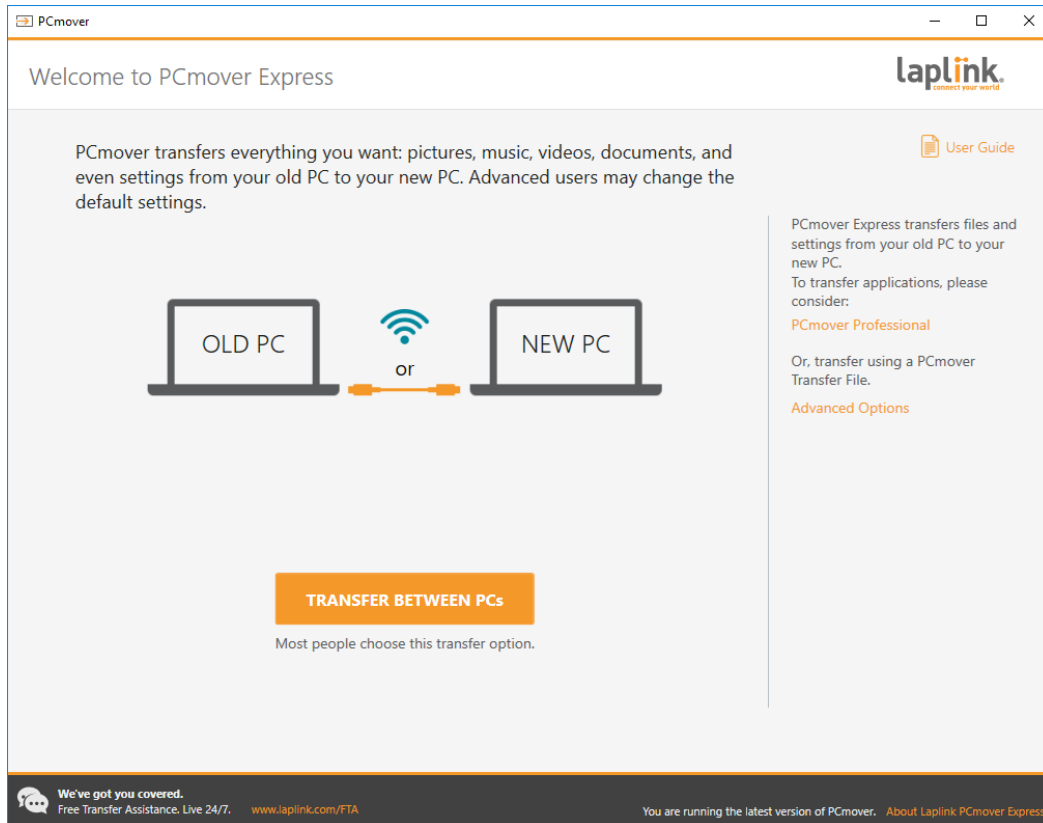 PCmover
Welcome to PCmover Express
laplink.
connect your world
User Guide
PCmover transfers everything you want: pictures, music, videos, documents, and
even settings from your old PC to your new PC. Advanced users may change the
default settings.
OLD PC
or
NEW PC
PCmover Express transfers files and
settings from your old PC to your
new PC.
To transfer applications, please
consider:
PCmover Professional
Or, transfer using a PCmover
Transfer File.
Advanced Options
TRANSFER BETWEEN PCs
Most people choose this transfer option.
We've got you covered.
Free Transfer Assistance. Live 24/7. www.laplink.com/FTA
You are running the latest version of PCmover. About Laplink PCmover Express